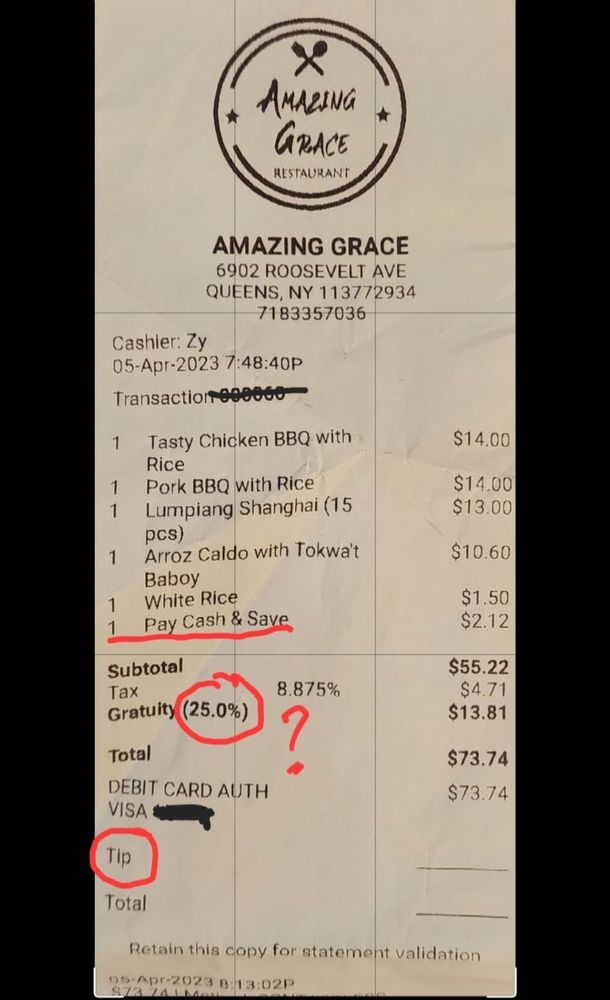 AMAZING
GRACE
RESTAURANT
AMAZING GRACE
6902 ROOSEVELT AVE
QUEENS, NY 113772934
7183357036
Cashier: Zy
05-Apr-2023 7:48:40P
Transaction
1 Tasty Chicken BBQ with $14.00
Rice
1 Pork BBQ with Rice $14.00
1 Lumpiang Shanghai (15 $13.00
pcs)
1 Arroz Caldo with Tokwa't $10.60
Baboy
1 White Rice $1.50
1 Pay Cash & Save $2.12
Subtotal $55.22
Tax 8.875% $4.71
Gratuity (25.0%) $13.81
?
Total $73.74
DEBIT CARD AUTH $73.74
VISA
Tip
Total
Retain this copy for statement validation
05-Apr-2023 8:13:02P
$73.74 |